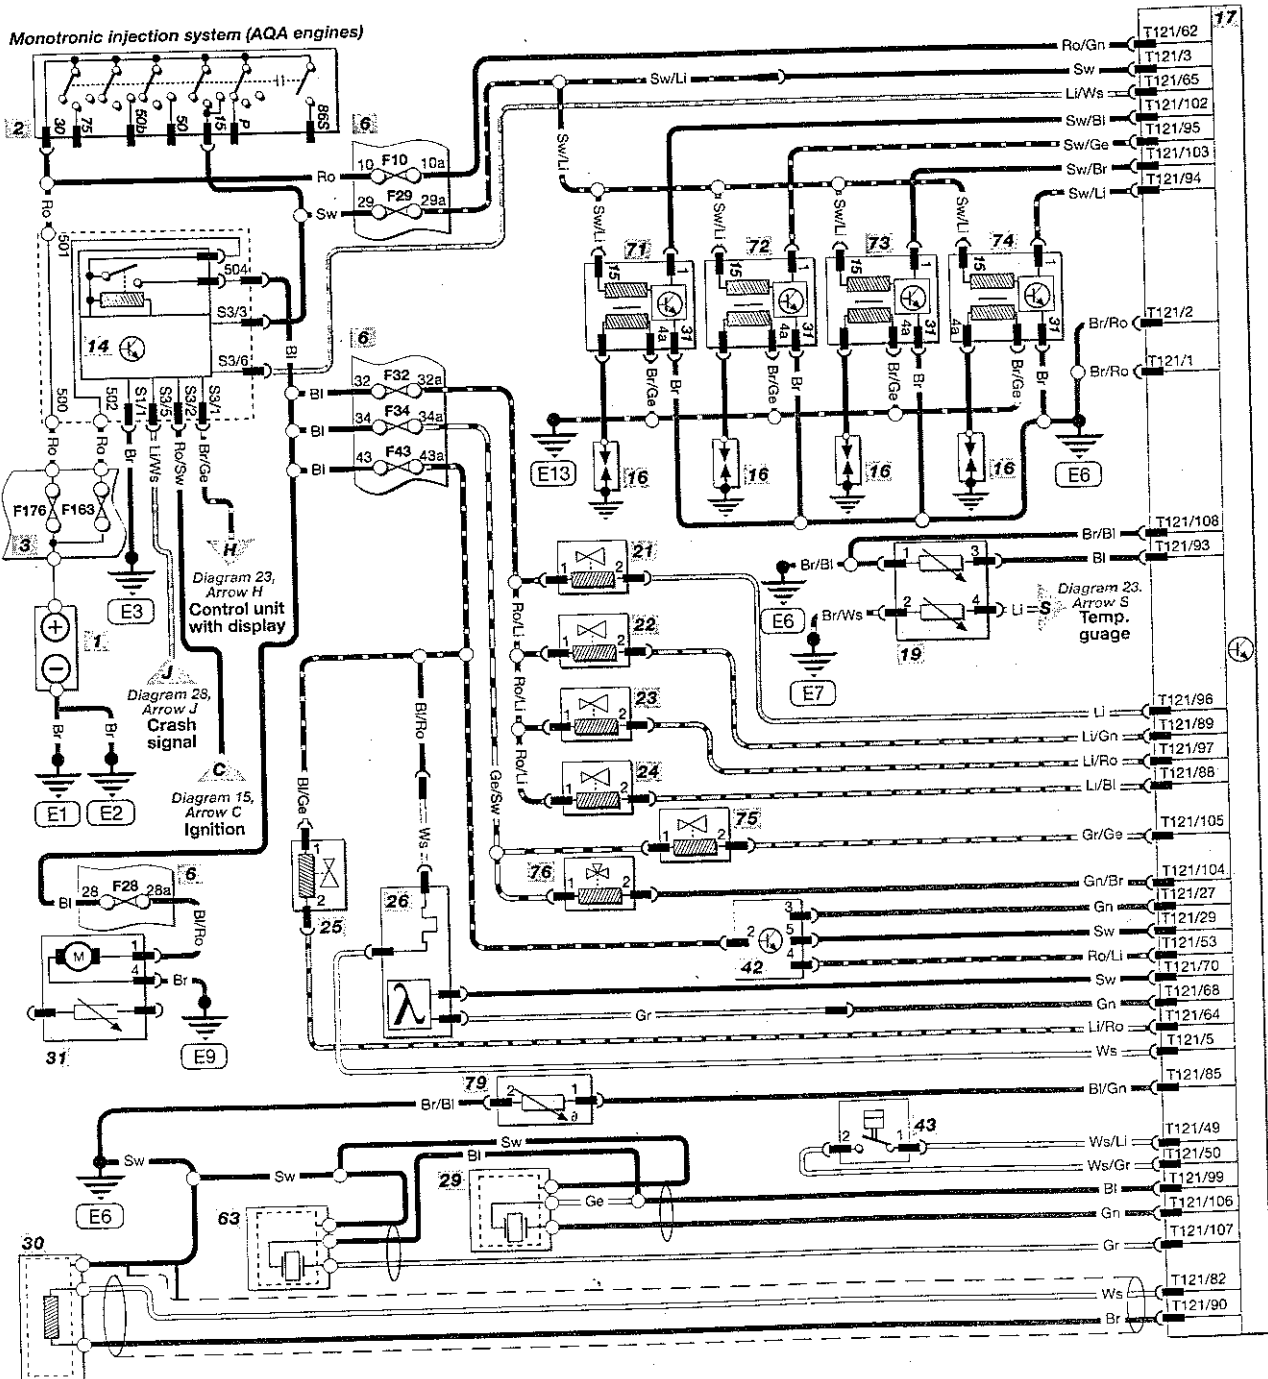 Monotronic injection system (AQA engines)
17
T121/62
Ro/Gn
T121/3
Sw
T121/65
Li/Ws
T121/102
Sw/Bl
T121/95
Sw/Ge
T121/103
Sw/Br
T121/94
Sw/Li
Sw/Li
Sw/Li
2
30
75
50b
50
15
P
86S
6
10 F10 10a
Ro
29 F29 29a
Sw
Ro
501
504
S3/3
14
S3/6
500
502
S1/1
S3/5
S3/2
S3/1
Bl
Ro
Ro
Br
Li/Ws
Ro/Sw
Br/Ge
Sw/Li
Sw/Li
Sw/Li
Sw/Li
71
72
73
74
15
1
4a
31
15
1
4a
31
15
1
4a
31
15
1
4a
31
Br/Ge
Br
Br/Ge
Br
Br/Ge
Br
Br/Ge
Br
T121/2
Br/Ro
T121/1
Br/Ro
6
Bl
32 F32 32a
Bl
34 F34 34a
Bl
43 F43 43a
E13
16
16
16
16
E6
F176
F163
3
H
Diagram 23,
Arrow H
Control unit
with display
E3
1
J
Diagram 28,
Arrow J
Crash
signal
C
Diagram 15,
Arrow C
Ignition
Br
Br
E1
E2
T121/108
Br/Bl
T121/93
Bl
Br/Bl
1
3
E6
Br/Ws
2
4
Li
S
Diagram 23.
Arrow S
Temp.
guage
19
E7
21
1
2
22
1
2
23
1
2
24
1
2
Ro/Li
Ro/Li
Ro/Li
Bl/Ro
Bl/Ge
Ge/Sw
Ws
T121/96
Li
T121/89
Li/Gn
T121/97
Li/Ro
T121/88
Li/Bl
75
1
2
T121/105
Gr/Ge
76
1
2
T121/104
Gn/Br
T121/27
Gn
T121/29
Sw
T121/53
Ro/Li
T121/70
Sw
T121/68
Gn
T121/64
Li/Ro
T121/5
Ws
6
Bl
28 F28 28a
Bl/Ro
M
1
4
Br
31
E9
1
2
25
26
λ
2
3
5
4
42
Gr
79
Br/Bl
2
1
∂
T121/85
Bl/Gn
43
2
1
T121/49
Ws/Li
T121/50
Ws/Gr
T121/99
Bl
T121/106
Gn
T121/107
Gr
Sw
E6
Sw
Sw
Bl
29
Ge
63
30
T121/82
Ws
T121/90
Br